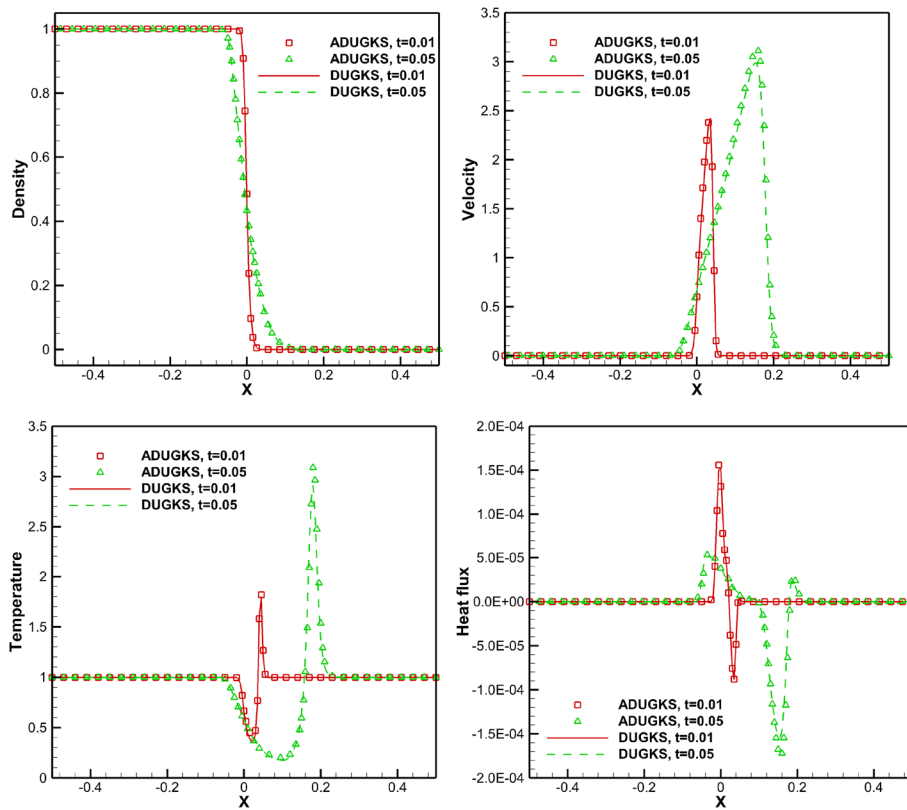 ADUGKS, t=0.01
ADUGKS, t=0.05
DUGKS, t=0.01
DUGKS, t=0.05
Density
1
0.8
0.6
0.4
0.2
0
-0.4 -0.2 0 0.2 0.4
X
ADUGKS, t=0.01
ADUGKS, t=0.05
DUGKS, t=0.01
DUGKS, t=0.05
Velocity
3.5
3
2.5
2
1.5
1
0.5
0
-0.4 -0.2 0 0.2 0.4
X
ADUGKS, t=0.01
ADUGKS, t=0.05
DUGKS, t=0.01
DUGKS, t=0.05
Temperature
3.5
3
2.5
2
1.5
1
0.5
0
-0.4 -0.2 0 0.2 0.4
X
Heat flux
2.0E-04
1.5E-04
1.0E-04
5.0E-05
0.0E+00
-5.0E-05
-1.0E-04
-1.5E-04
-2.0E-04
ADUGKS, t=0.01
ADUGKS, t=0.05
DUGKS, t=0.01
DUGKS, t=0.05
-0.4 -0.2 0 0.2 0.4
X